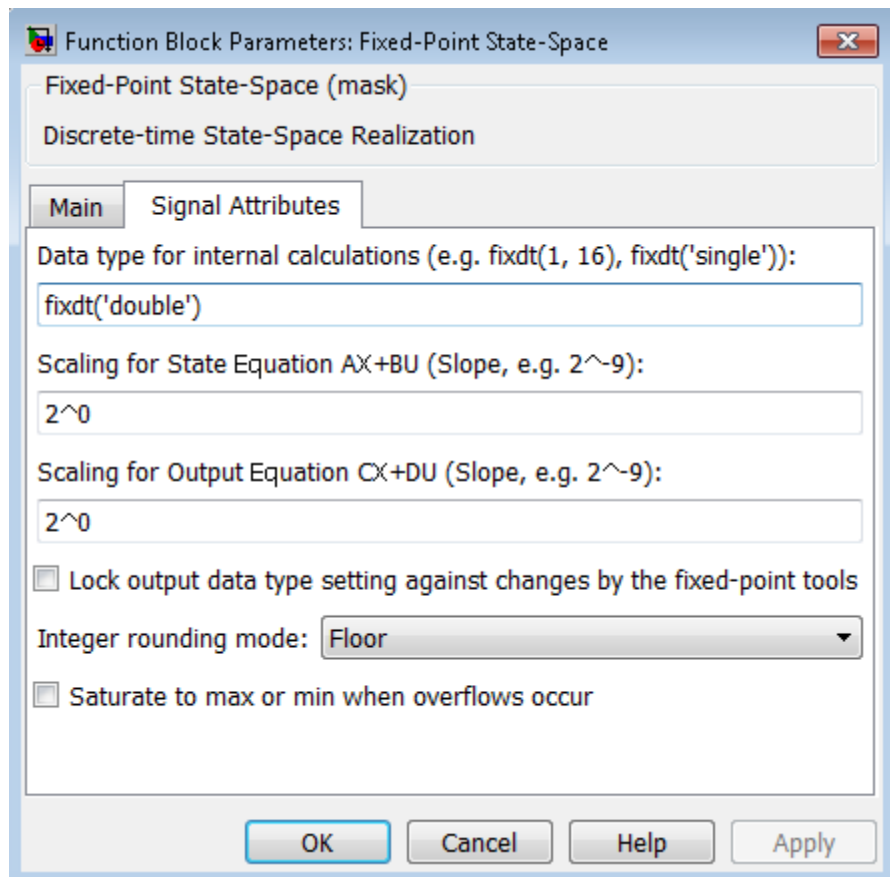 Function Block Parameters: Fixed-Point State-Space
Fixed-Point State-Space (mask)
Discrete-time State-Space Realization
Main Signal Attributes
Data type for internal calculations (e.g. fixdt(1, 16), fixdt('single')):
fixdt('double')
Scaling for State Equation AX+BU (Slope, e.g. 2^-9):
2^0
Scaling for Output Equation CX+DU (Slope, e.g. 2^-9):
2^0
Lock output data type setting against changes by the fixed-point tools
Integer rounding mode: Floor
Saturate to max or min when overflows occur
OK Cancel Help Apply